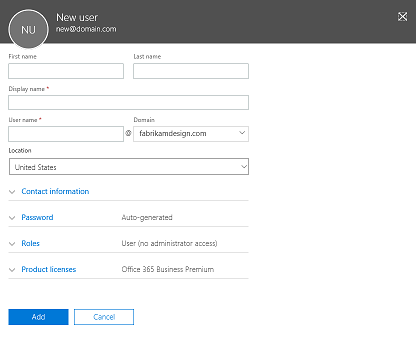 NU
New user
new@domain.com
First name Last name
Display name *
User name * Domain
@ fabrikamdesign.com
Location
United States
Contact information
Password Auto-generated
Roles User (no administrator access)
Product licenses Office 365 Business Premium
Add Cancel